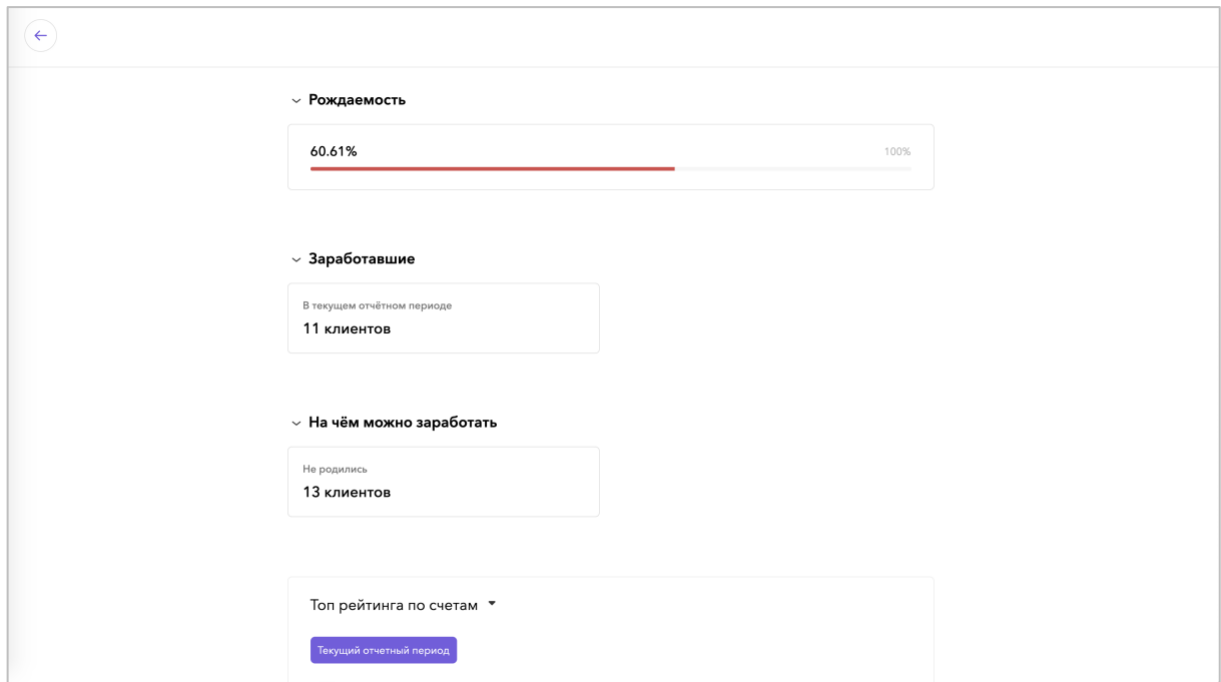 Рождаемость
60.61%
100%
Заработавшие
В текущем отчётном периоде
11 клиентов
На чём можно заработать
Не родились
13 клиентов
Топ рейтинга по счетам
Текущий отчетный период